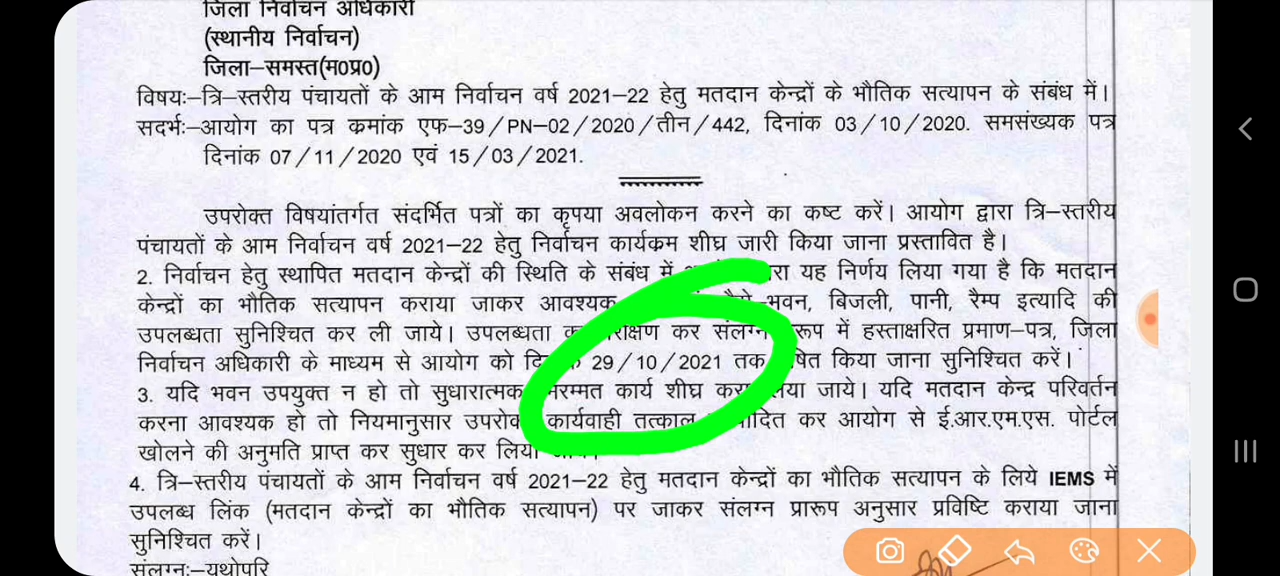 जिला निर्वाचन अधिकारी
(स्थानीय निर्वाचन)
जिला–समस्त(म0प्र0)
विषयः–त्रि–स्तरीय पंचायतों के आम निर्वाचन वर्ष 2021–22 हेतु मतदान केन्द्रों के भौतिक सत्यापन के संबंध में।
सदर्भः–आयोग का पत्र क्रमांक एफ–39/PN–02/2020/तीन/442, दिनांक 03/10/2020. समसंख्यक पत्र
दिनांक 07/11/2020 एवं 15/03/2021.
उपरोक्त विषयांतर्गत संदर्भित पत्रों का कृपया अवलोकन करने का कष्ट करें। आयोग द्वारा त्रि–स्तरीय
पंचायतों के आम निर्वाचन वर्ष 2021–22 हेतु निर्वाचन कार्यक्रम शीघ्र जारी किया जाना प्रस्तावित है।
2. निर्वाचन हेतु स्थापित मतदान केन्द्रों की स्थिति के संबंध में यह निर्णय लिया गया है कि मतदान
केन्द्रों का भौतिक सत्यापन कराया जाकर आवश्यक भवन, बिजली, पानी, रैम्प इत्यादि की
उपलब्धता सुनिश्चित कर ली जाये। उपलब्धता कर संलग्न में हस्ताक्षरित प्रमाण–पत्र, जिला
निर्वाचन अधिकारी के माध्यम से आयोग को 29/10/2021 तक किया जाना सुनिश्चित करें।
3. यदि भवन उपयुक्त न हो तो सुधारात्मक मरम्मत कार्य शीघ्र जाये। यदि मतदान केन्द्र परिवर्तन
करना आवश्यक हो तो नियमानुसार कार्यवाही तत्काल कर आयोग से ई.आर.एम.एस. पोर्टल
खोलने की अनुमति प्राप्त कर सुधार कर
4. त्रि–स्तरीय पंचायतों के आम निर्वाचन वर्ष 2021–22 हेतु मतदान केन्द्रों का भौतिक सत्यापन के लिये IEMS में
उपलब्ध लिंक (मतदान केन्द्रों का भौतिक सत्यापन) पर जाकर संलग्न प्रारूप अनुसार प्रविष्टि कराया जाना
सुनिश्चित करें।
संलग्नः–यथोपरि